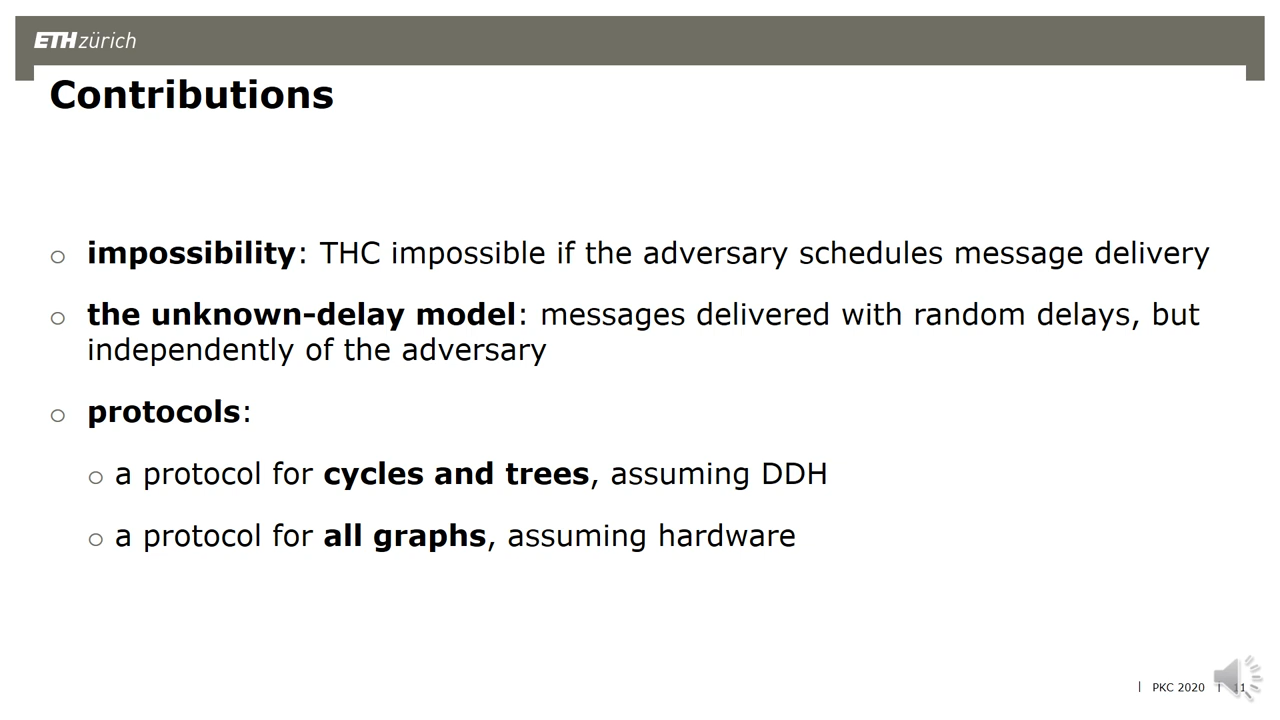 ETH zürich
Contributions
impossibility: THC impossible if the adversary schedules message delivery
the unknown-delay model: messages delivered with random delays, but
independently of the adversary
protocols:
a protocol for cycles and trees, assuming DDH
a protocol for all graphs, assuming hardware
| PKC 2020 | 11